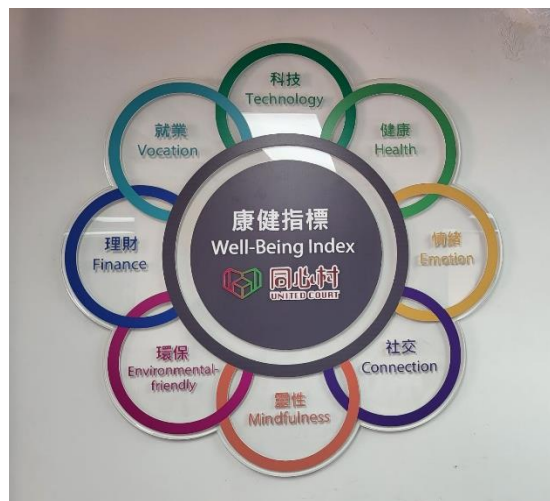 康健指標
Well-Being Index
同心村
UNITED COURT
科技
Technology
健康
Health
情緒
Emotion
社交
Connection
靈性
Mindfulness
環保
Environmental-
friendly
理財
Finance
就業
Vocation